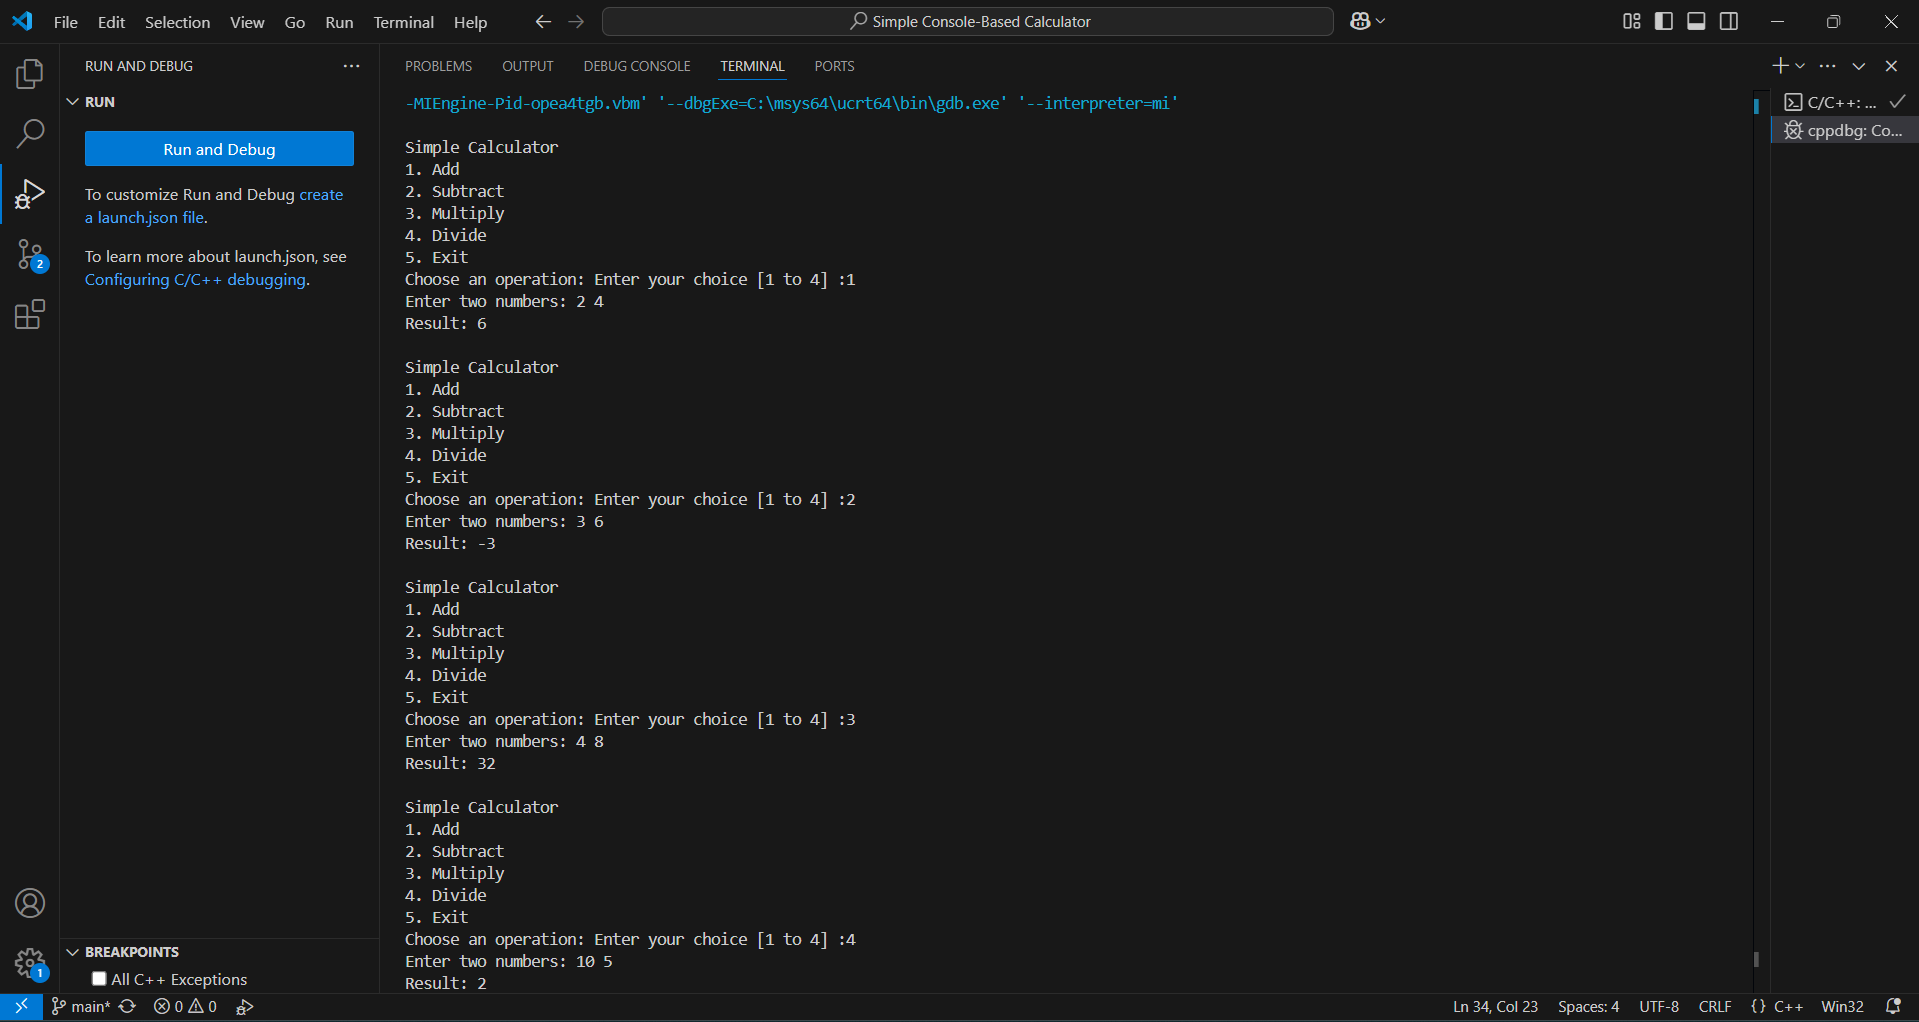 File Edit Selection View Go Run Terminal Help
Simple Console-Based Calculator
RUN AND DEBUG
RUN
Run and Debug
To customize Run and Debug create
a launch.json file.
To learn more about launch.json, see
Configuring C/C++ debugging.
2
PROBLEMS OUTPUT DEBUG CONSOLE TERMINAL PORTS
-MIEngine-Pid-opea4tgb.vbm' '--dbgExe=C:\msys64\ucrt64\bin\gdb.exe' '--interpreter=mi'
Simple Calculator
1. Add
2. Subtract
3. Multiply
4. Divide
5. Exit
Choose an operation: Enter your choice [1 to 4] :1
Enter two numbers: 2 4
Result: 6
Simple Calculator
1. Add
2. Subtract
3. Multiply
4. Divide
5. Exit
Choose an operation: Enter your choice [1 to 4] :2
Enter two numbers: 3 6
Result: -3
Simple Calculator
1. Add
2. Subtract
3. Multiply
4. Divide
5. Exit
Choose an operation: Enter your choice [1 to 4] :3
Enter two numbers: 4 8
Result: 32
Simple Calculator
1. Add
2. Subtract
3. Multiply
4. Divide
5. Exit
Choose an operation: Enter your choice [1 to 4] :4
Enter two numbers: 10 5
Result: 2
C/C++: ...
cppdbg: Co...
BREAKPOINTS
All C++ Exceptions
1
main* 0 0
Ln 34, Col 23 Spaces: 4 UTF-8 CRLF {} C++ Win32